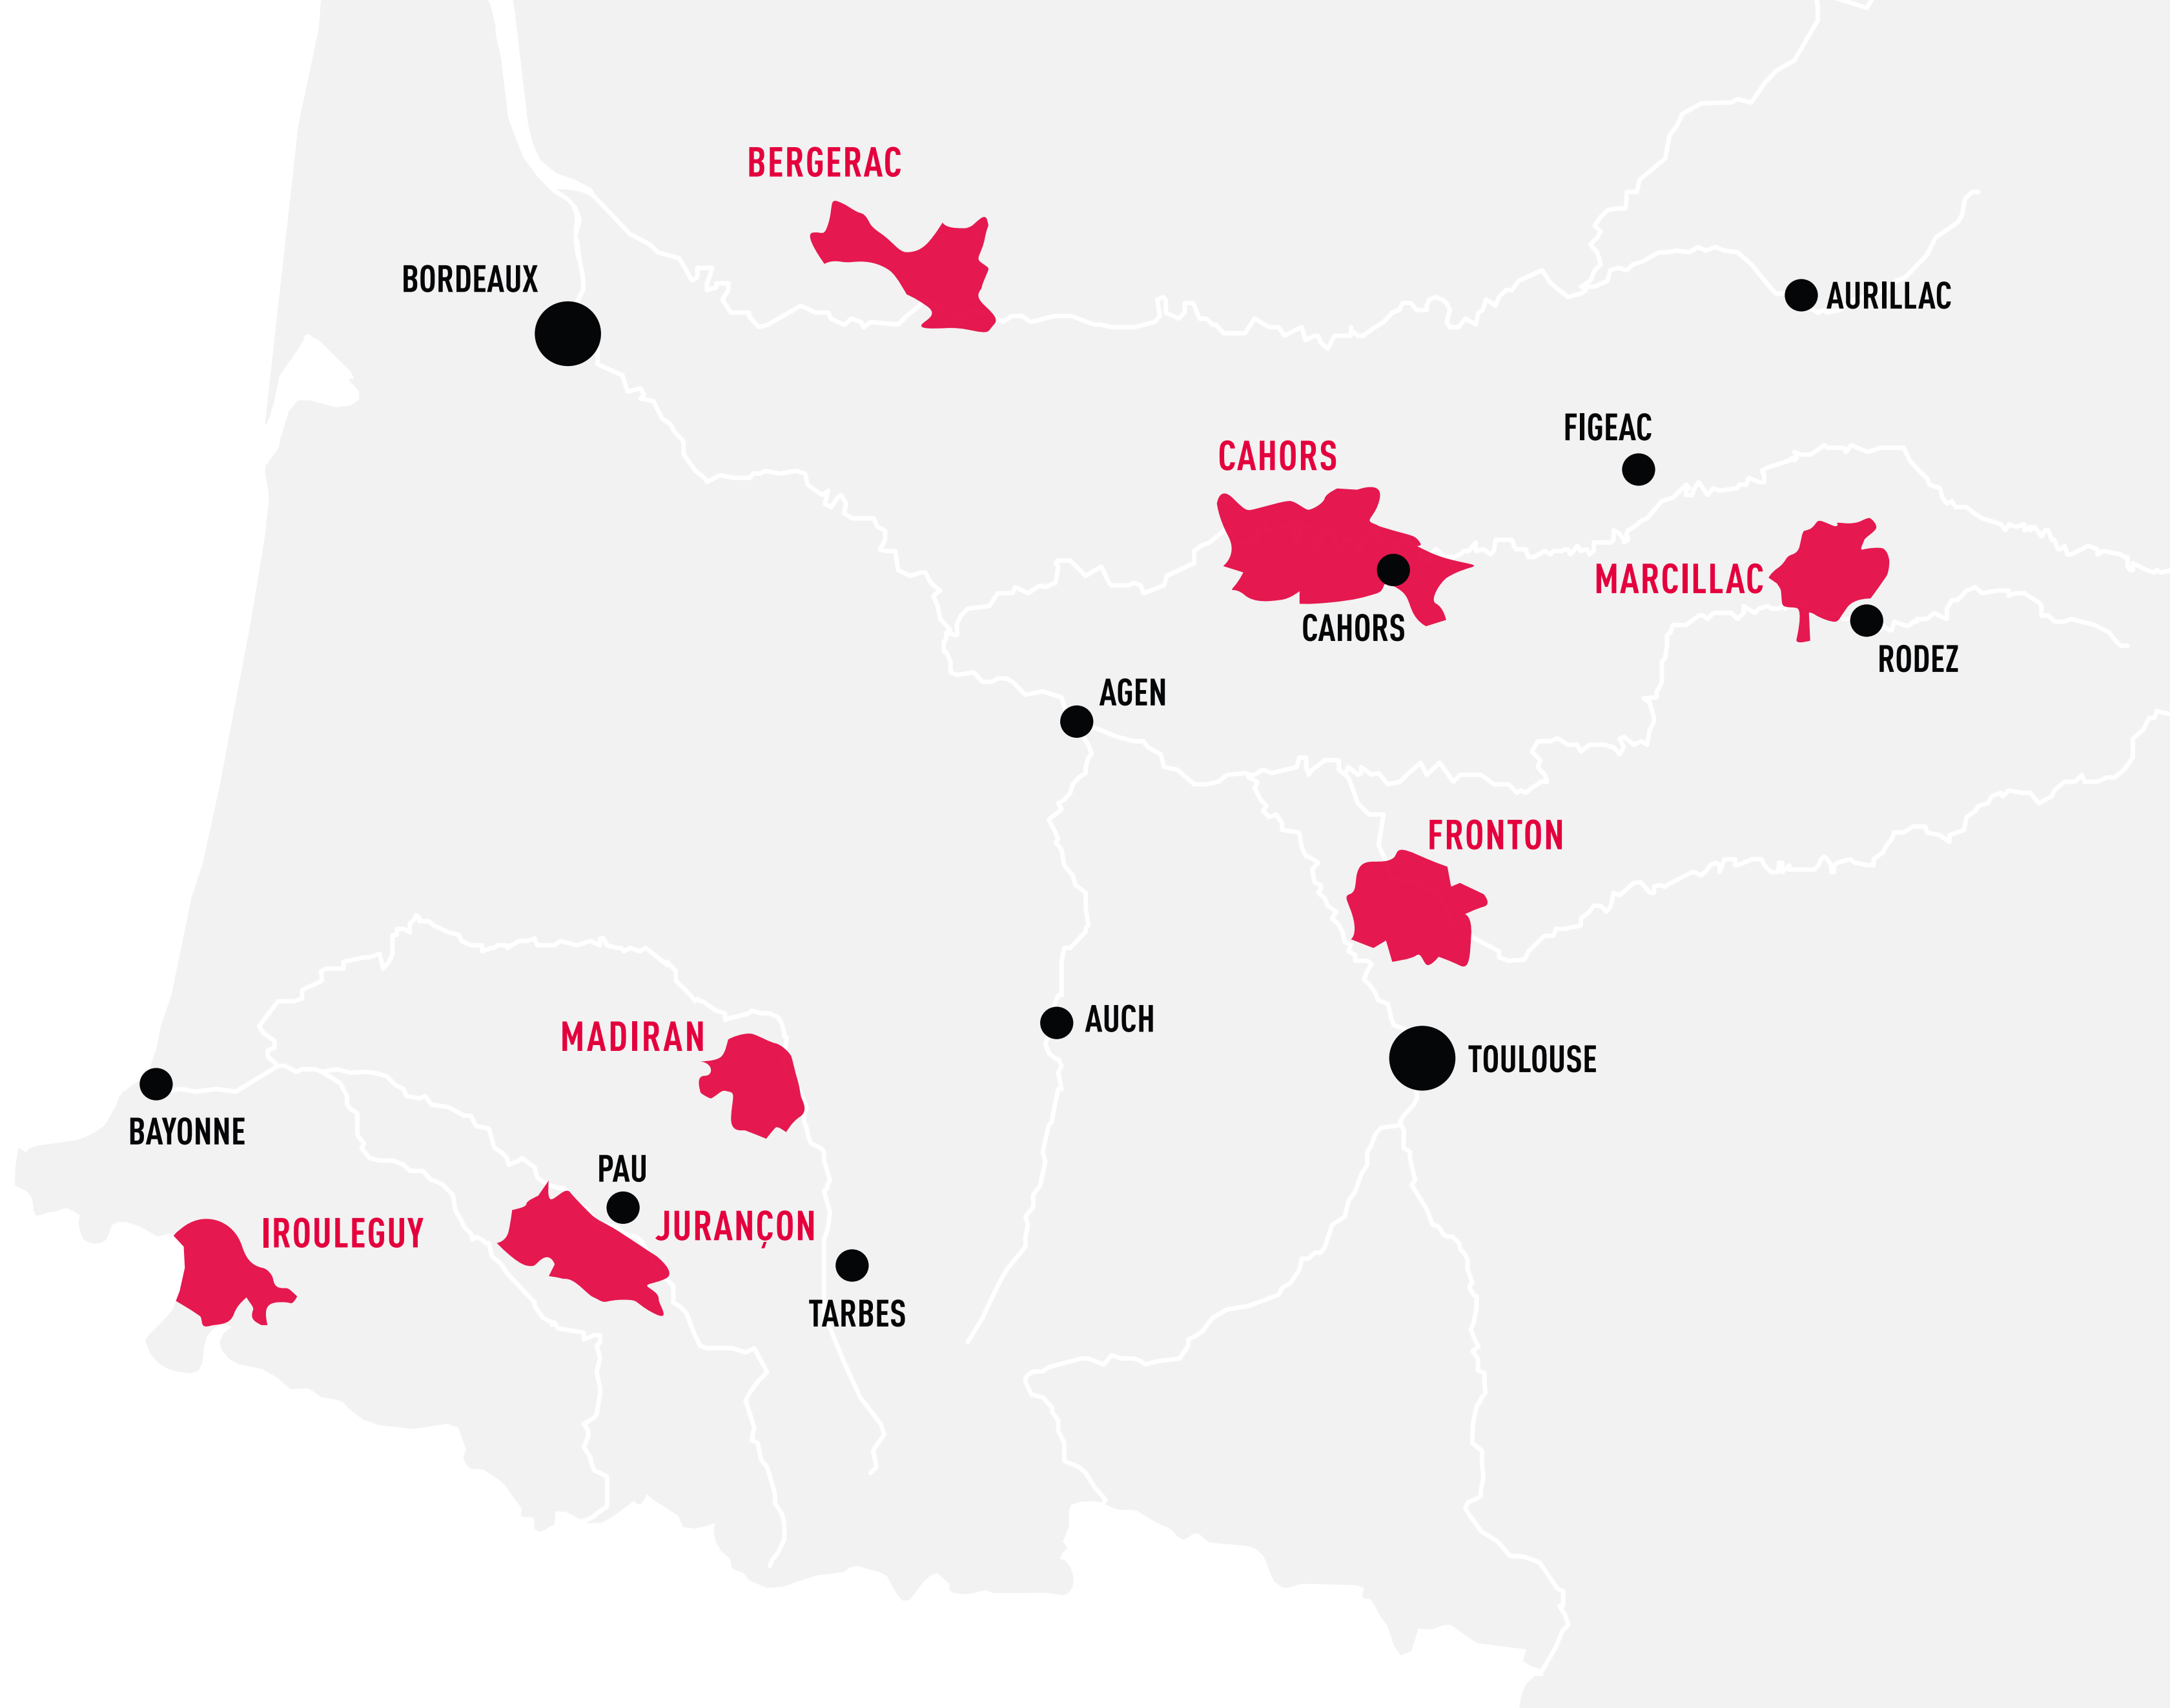 BERGERAC
BORDEAUX
AURILLAC
FIGEAC
CAHORS
MARCILLAC
CAHORS
RODEZ
AGEN
FRONTON
AUCH
MADIRAN
TOULOUSE
BAYONNE
PAU
JURANÇON
IROULEGUY
TARBES